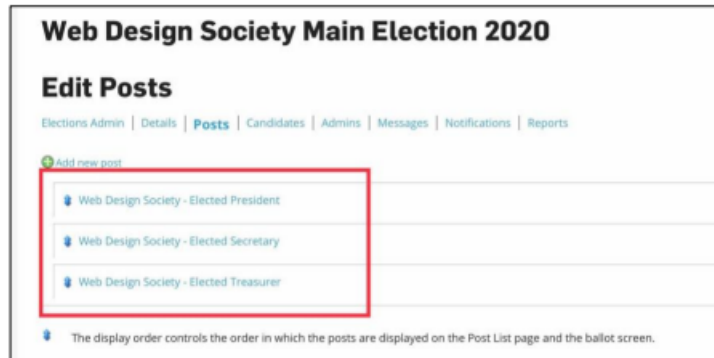 Web Design Society Main Election 2020
Edit Posts
Elections Admin | Details | Posts | Candidates | Admins | Messages | Notifications | Reports
Add new post
Web Design Society - Elected President
Web Design Society - Elected Secretary
Web Design Society - Elected Treasurer
The display order controls the order in which the posts are displayed on the Post List page and the ballot screen.